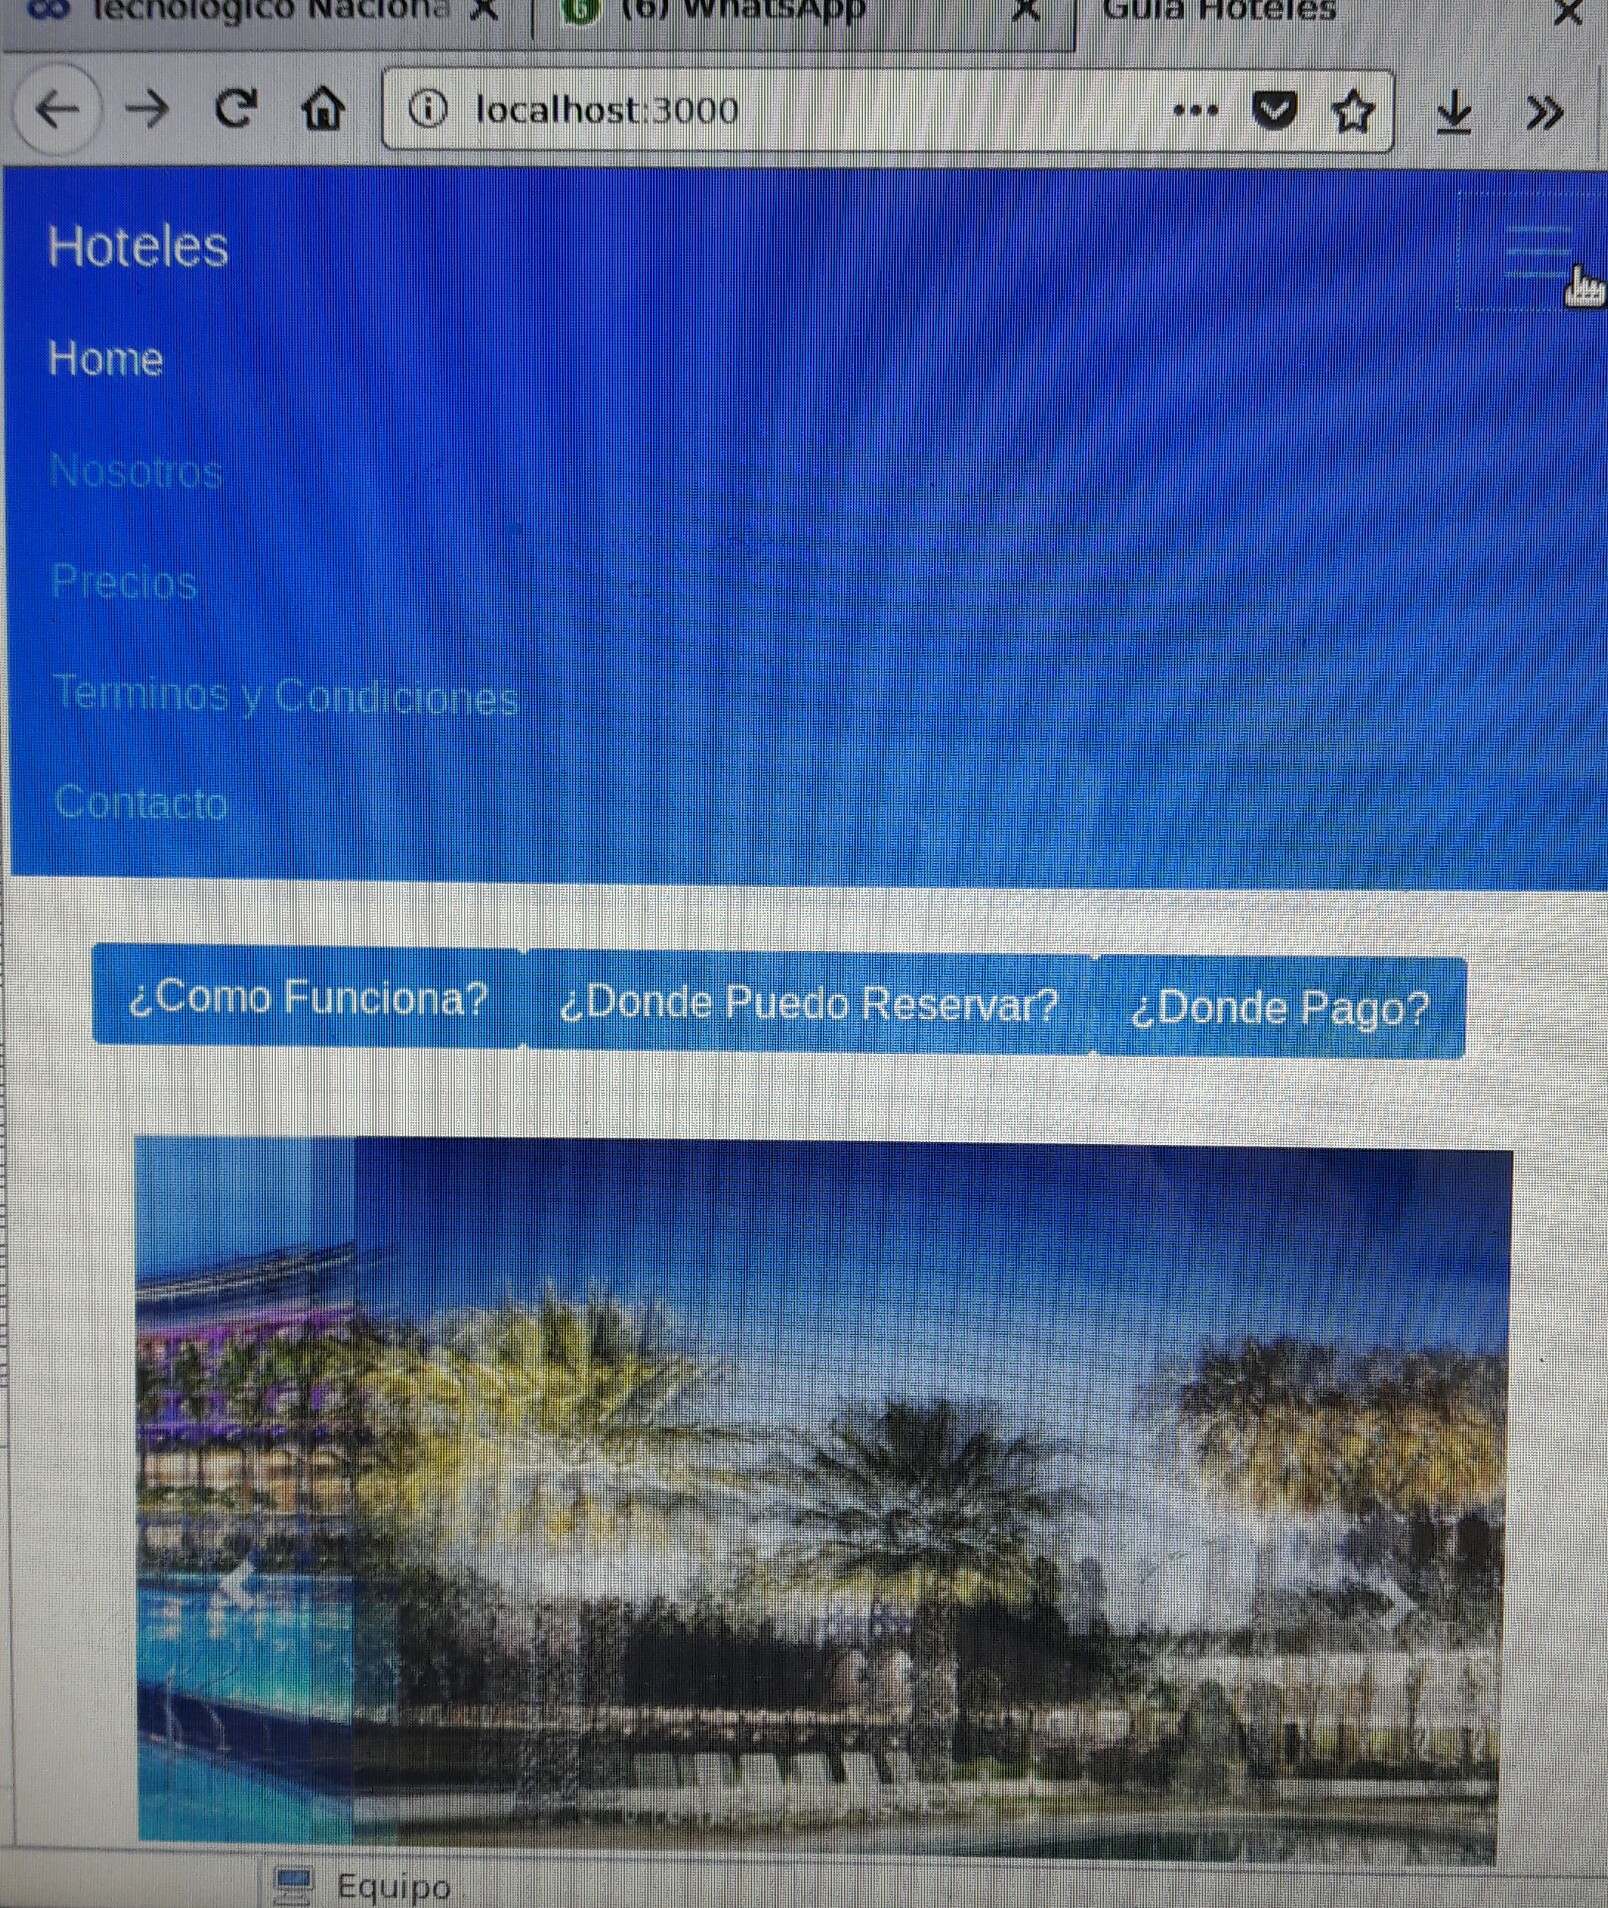 Tecnológico Naciona
(6) WhatsApp
Guia Hoteles
localhost:3000
Hoteles
Home
Nosotros
Precios
Terminos y Condiciones
Contacto
¿Como Funciona? ¿Donde Puedo Reservar? ¿Donde Pago?
Equipo